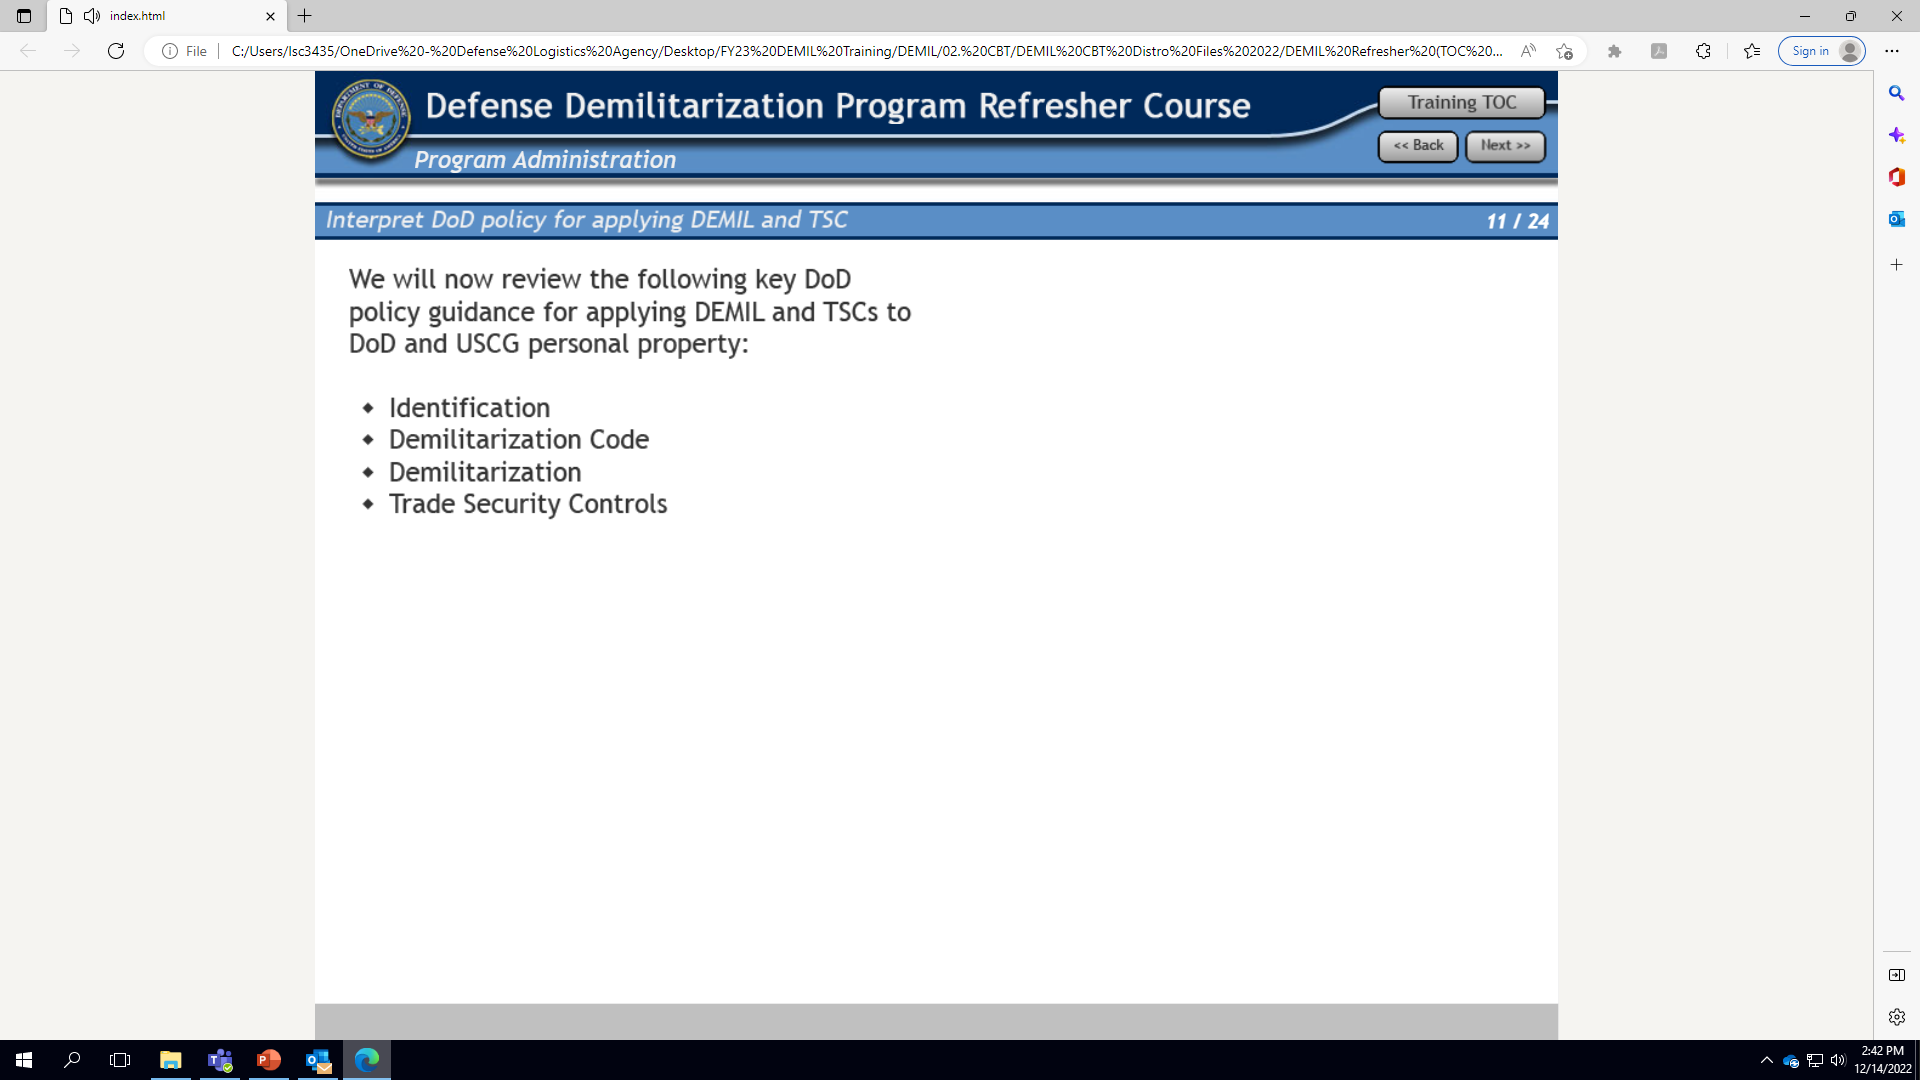 index.html
File
C:/Users/lsc3435/OneDrive%20-%20Defense%20Logistics%20Agency/Desktop/FY23%20DEMIL%20Training/DEMIL/02.%20CBT/DEMIL%20CBT%20Distro%20Files%202022/DEMIL%20Refresher%20(TOC%20...
Sign in
Defense Demilitarization Program Refresher Course
Training TOC
<< Back
Next >>
Program Administration
Interpret DoD policy for applying DEMIL and TSC
11 / 24
We will now review the following key DoD
policy guidance for applying DEMIL and TSCs to
DoD and USCG personal property:
◆ Identification
◆ Demilitarization Code
◆ Demilitarization
◆ Trade Security Controls
2:42 PM
12/14/2022